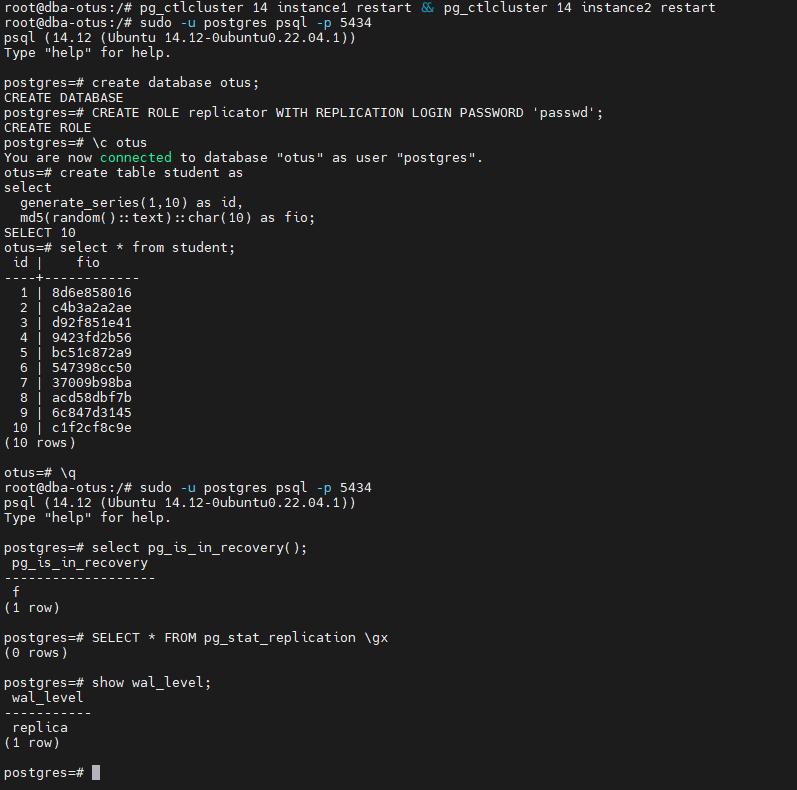 root@dba-otus:/# pg_ctlcluster 14 instance1 restart && pg_ctlcluster 14 instance2 restart
root@dba-otus:/# sudo -u postgres psql -p 5434
psql (14.12 (Ubuntu 14.12-0ubuntu0.22.04.1))
Type "help" for help.

postgres=# create database otus;
CREATE DATABASE
postgres=# CREATE ROLE replicator WITH REPLICATION LOGIN PASSWORD 'passwd';
CREATE ROLE
postgres=# \c otus
You are now connected to database "otus" as user "postgres".
otus=# create table student as
select
  generate_series(1,10) as id,
  md5(random()::text)::char(10) as fio;
SELECT 10
otus=# select * from student;
 id |    fio
----+------------
  1 | 8d6e858016
  2 | c4b3a2a2ae
  3 | d92f851e41
  4 | 9423fd2b56
  5 | bc51c872a9
  6 | 547398cc50
  7 | 37009b98ba
  8 | acd58dbf7b
  9 | 6c847d3145
 10 | c1f2cf8c9e
(10 rows)

otus=# \q
root@dba-otus:/# sudo -u postgres psql -p 5434
psql (14.12 (Ubuntu 14.12-0ubuntu0.22.04.1))
Type "help" for help.

postgres=# select pg_is_in_recovery();
 pg_is_in_recovery
-------------------
 f
(1 row)

postgres=# SELECT * FROM pg_stat_replication \gx
(0 rows)

postgres=# show wal_level;
 wal_level
-----------
 replica
(1 row)

postgres=#